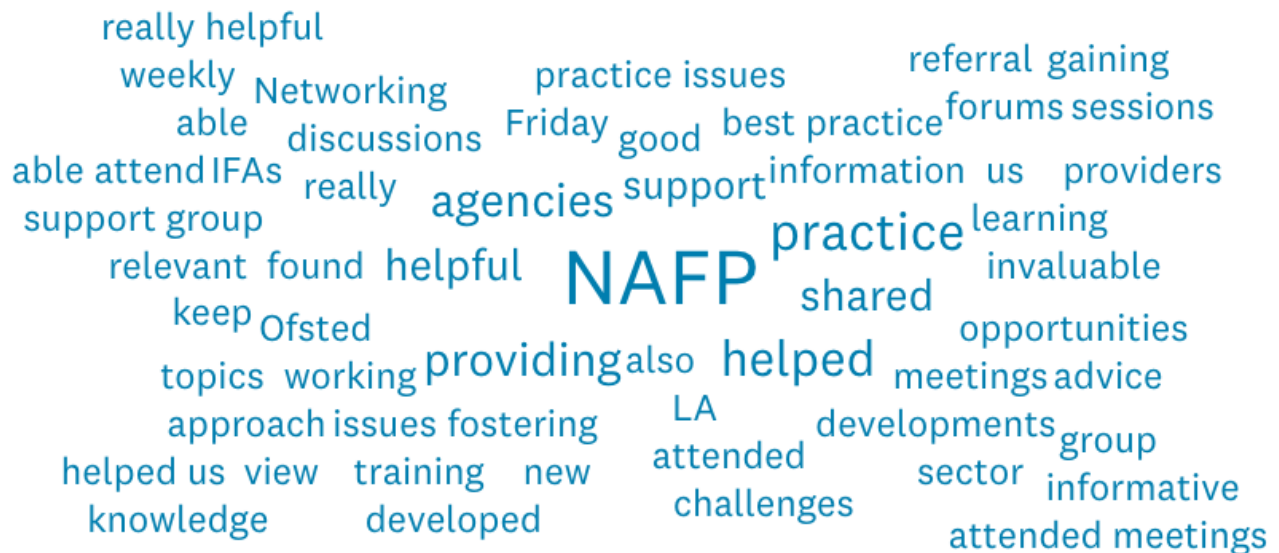 really helpful
weekly
Networking
practice issues
referral
gaining
able
discussions
Friday
good
best practice
forums
sessions
able attend
IFAs
really
agencies
support
information
us
providers
support group
practice
learning
relevant
found
helpful
NAFP
shared
invaluable
keep
Ofsted
opportunities
topics
working
providing
also
helped
meetings
advice
approach
issues
fostering
LA
developments
group
helped us
view
training
new
attended
sector
informative
knowledge
developed
challenges
attended meetings